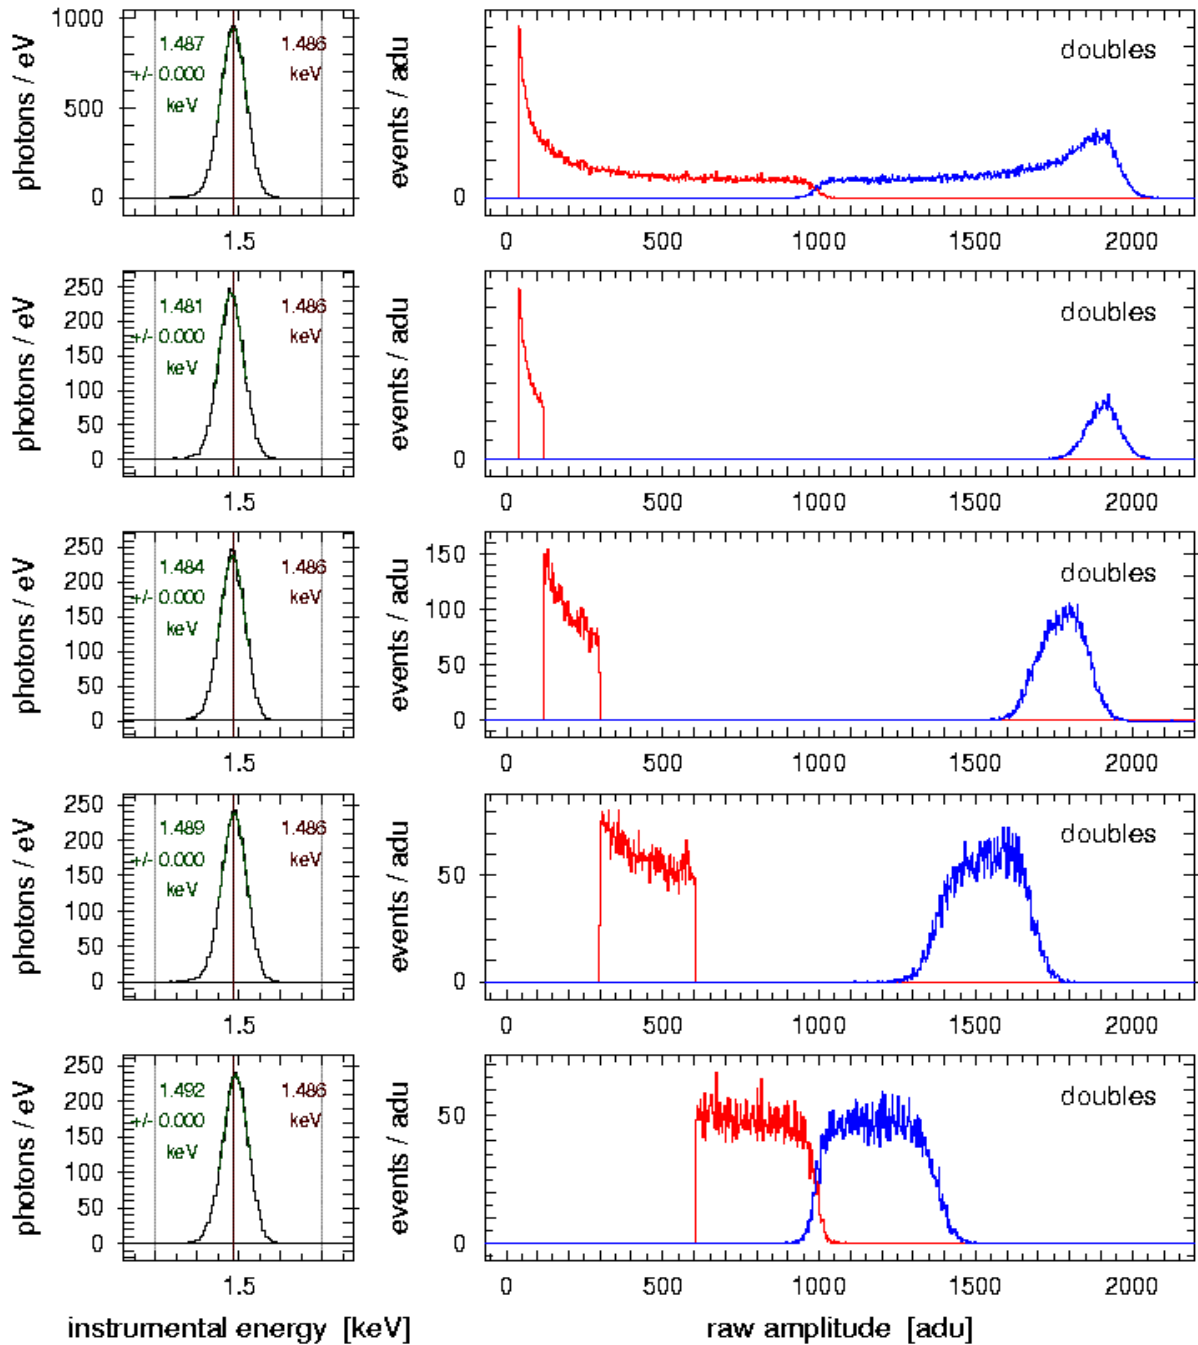 photons / eV
1000
500
0
1.487
+/- 0.000
keV
1.486
keV
1.5
events / adu
0
doubles
0 500 1000 1500 2000
photons / eV
250
200
150
100
50
0
1.481
+/- 0.000
keV
1.486
keV
1.5
events / adu
0
doubles
0 500 1000 1500 2000
photons / eV
250
200
150
100
50
0
1.484
+/- 0.000
keV
1.486
keV
1.5
events / adu
150
100
50
0
doubles
0 500 1000 1500 2000
photons / eV
250
200
150
100
50
0
1.489
+/- 0.000
keV
1.486
keV
1.5
events / adu
50
0
doubles
0 500 1000 1500 2000
photons / eV
250
200
150
100
50
0
1.492
+/- 0.000
keV
1.486
keV
1.5
events / adu
50
0
doubles
0 500 1000 1500 2000
instrumental energy [keV]
raw amplitude [adu]